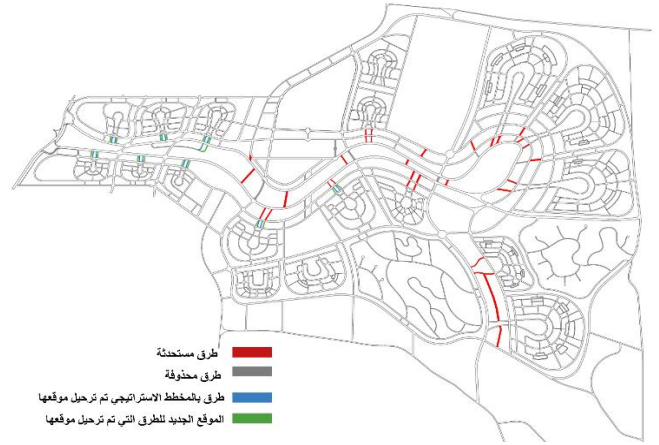 طرق مستحدثة
طرق محذوفة
طرق بالمخطط الاستراتيجي تم ترحيل موقعها
الموقع الجديد للطرق التي تم ترحيل موقعها